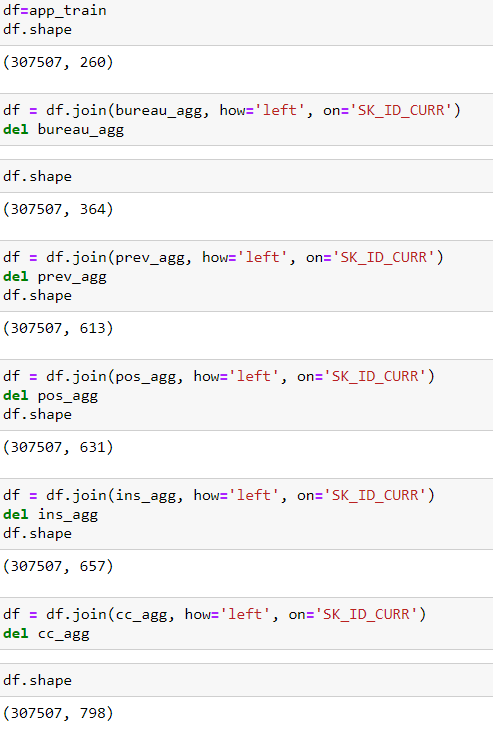 df=app_train
df.shape
(307507, 260)
df = df.join(bureau_agg, how='left', on='SK_ID_CURR')
del bureau_agg
df.shape
(307507, 364)
df = df.join(prev_agg, how='left', on='SK_ID_CURR')
del prev_agg
df.shape
(307507, 613)
df = df.join(pos_agg, how='left', on='SK_ID_CURR')
del pos_agg
df.shape
(307507, 631)
df = df.join(ins_agg, how='left', on='SK_ID_CURR')
del ins_agg
df.shape
(307507, 657)
df = df.join(cc_agg, how='left', on='SK_ID_CURR')
del cc_agg
df.shape
(307507, 798)